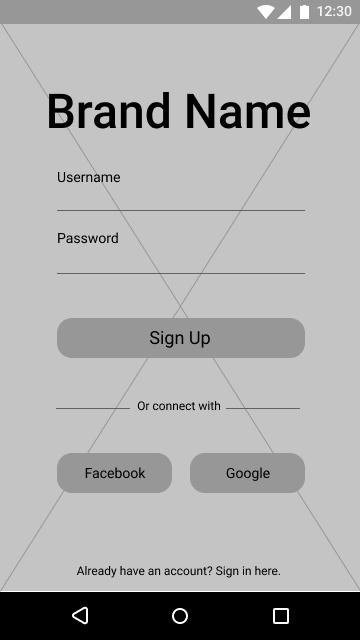 12:30
Brand Name
Username
Password
Sign Up
Or connect with
Facebook Google
Already have an account? Sign in here.